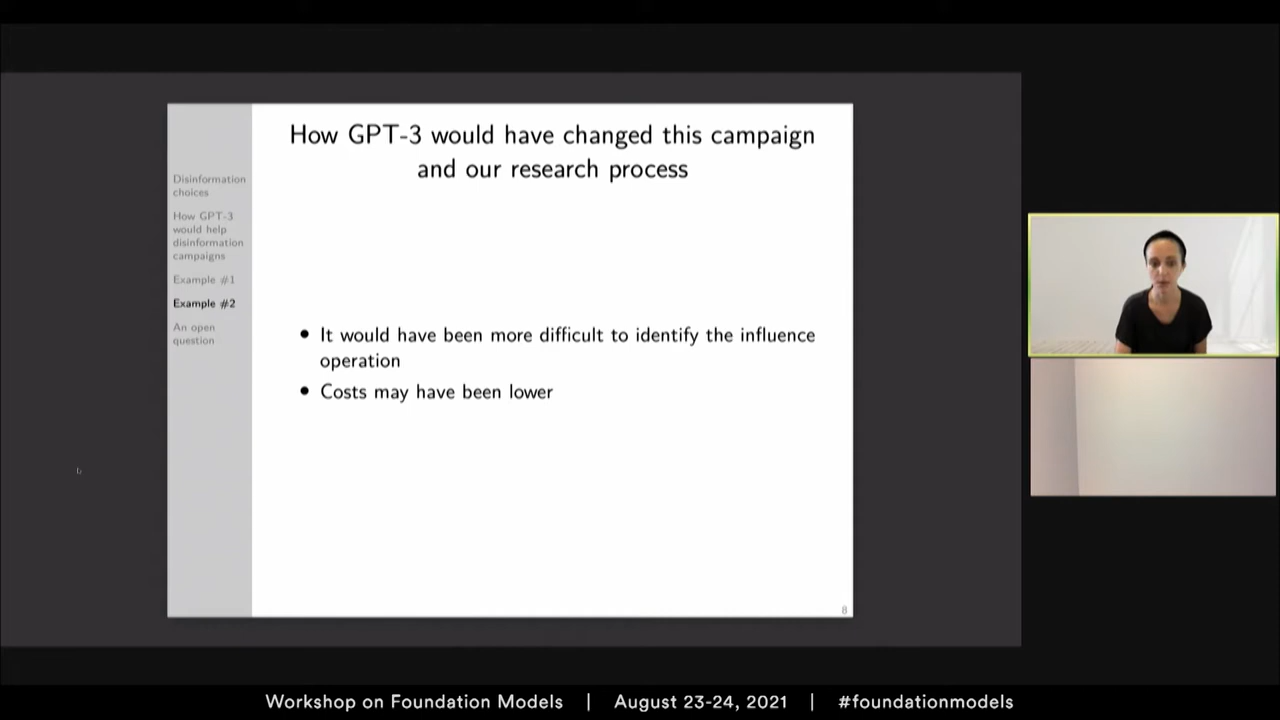 How GPT-3 would have changed this campaign
and our research process
Disinformation
choices
How GPT-3
would help
disinformation
campaigns
Example #1
Example #2
An open
question
• It would have been more difficult to identify the influence
operation
• Costs may have been lower
8
Workshop on Foundation Models | August 23-24, 2021 | #foundationmodels